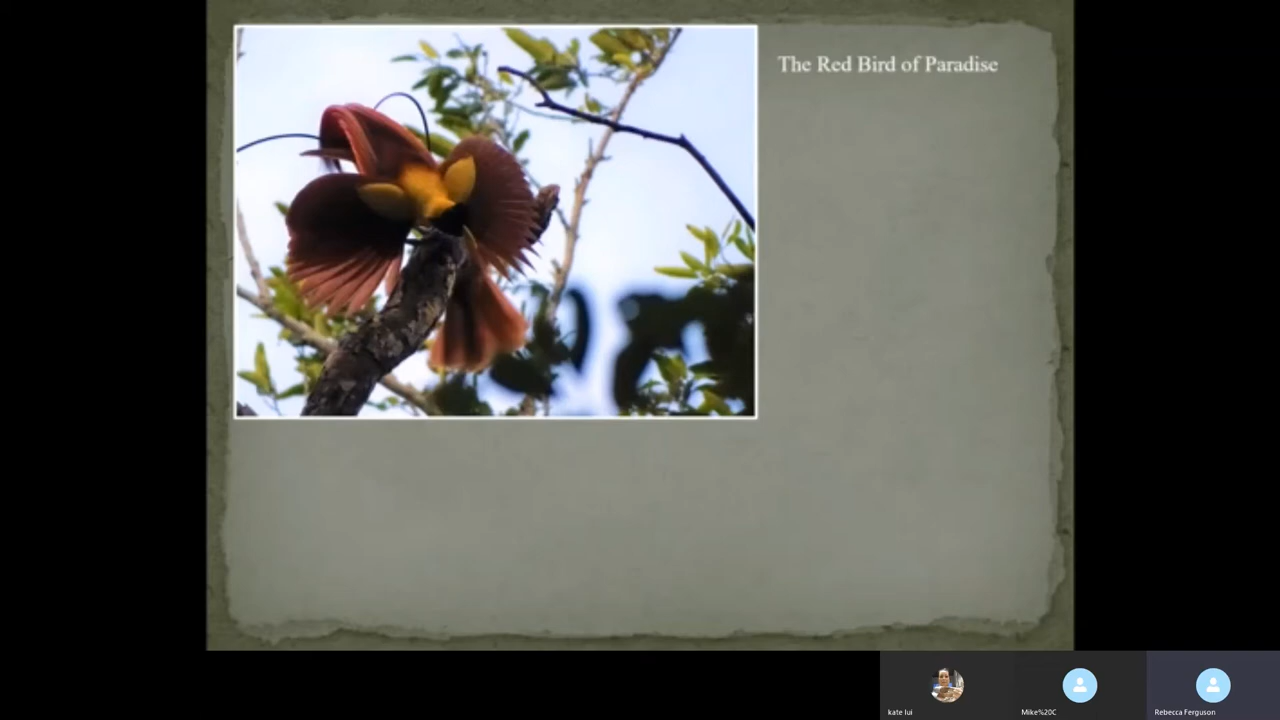 The Red Bird of Paradise
kate lui
Mike%20C
Rebecca Ferguson